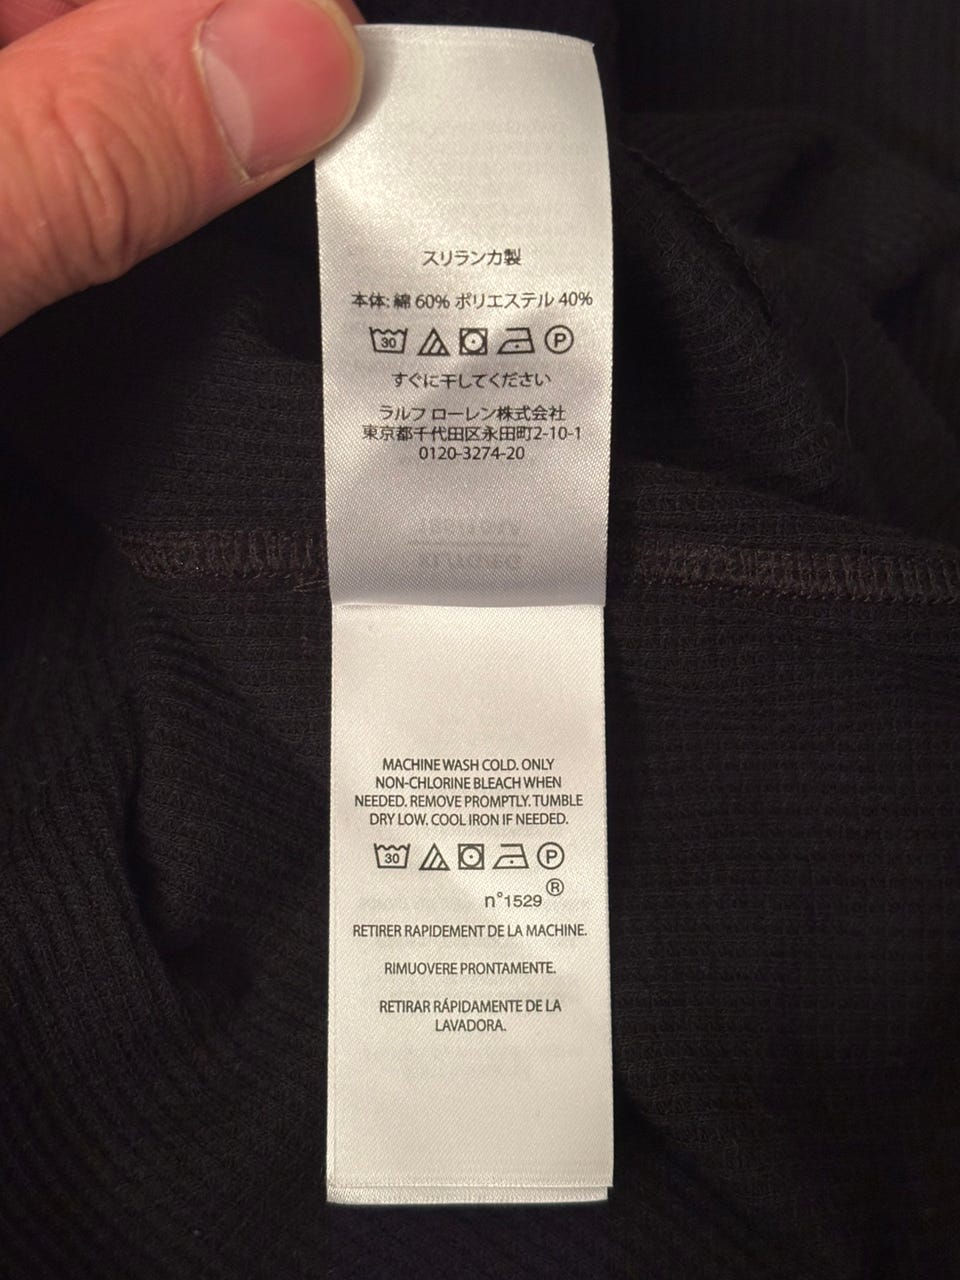 スリランカ製
本体: 綿 60% ポリエステル 40%
30 P
すぐに干してください
ラルフ ローレン株式会社
東京都千代田区永田町2-10-1
0120-3274-20
MACHINE WASH COLD. ONLY
NON-CHLORINE BLEACH WHEN
NEEDED. REMOVE PROMPTLY. TUMBLE
DRY LOW. COOL IRON IF NEEDED.
30 P
n°1529 ®
RETIRER RAPIDEMENT DE LA MACHINE.
RIMUOVERE PRONTAMENTE.
RETIRAR RÁPIDAMENTE DE LA
LAVADORA.